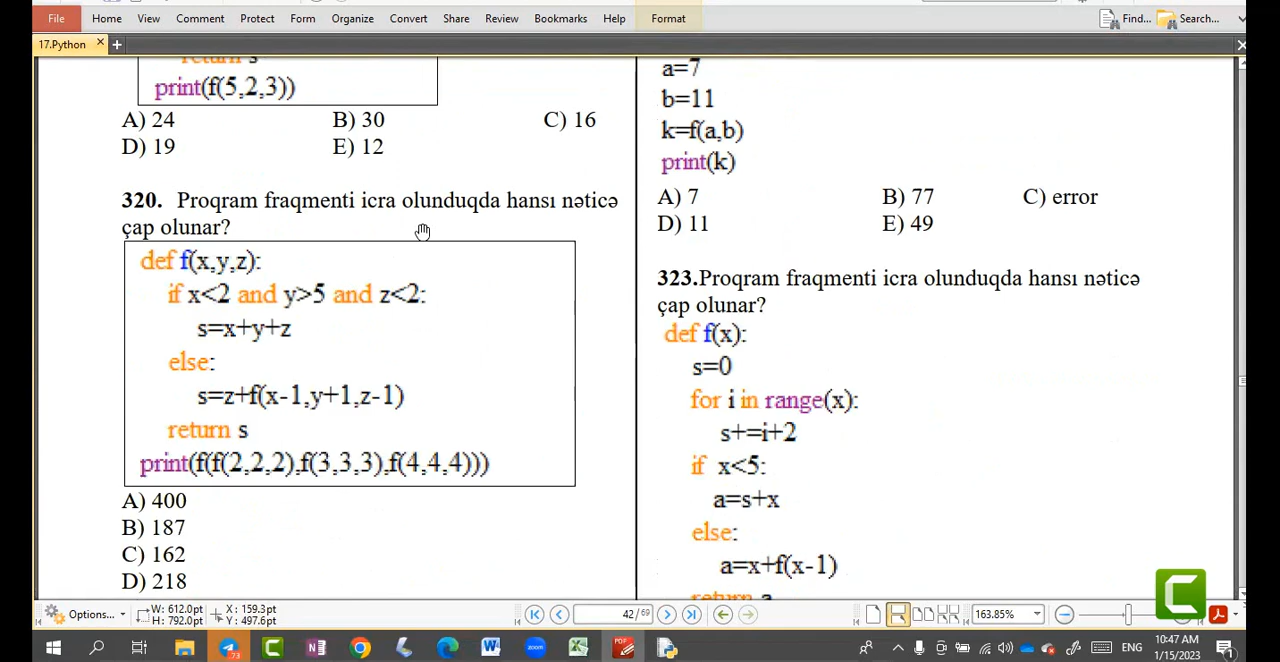 File Home View Comment Protect Form Organize Convert Share Review Bookmarks Help Format Find... Search...
17.Python
return s
print(f(5,2,3))
A) 24 B) 30 C) 16
D) 19 E) 12
320. Proqram fraqmenti icra olunduqda hansı nəticə
çap olunar?
def f(x,y,z):
if x<2 and y>5 and z<2:
s=x+y+z
else:
s=z+f(x-1,y+1,z-1)
return s
print(f(f(2,2,2),f(3,3,3),f(4,4,4)))
A) 400
B) 187
C) 162
D) 218
a=7
b=11
k=f(a,b)
print(k)
A) 7 B) 77 C) error
D) 11 E) 49
323.Proqram fraqmenti icra olunduqda hansı nəticə
çap olunar?
def f(x):
s=0
for i in range(x):
s+=i+2
if x<5:
a=s+x
else:
a=x+f(x-1)
return a
Options... W: 612.0pt X : 159.3pt 42 / 69 163.85%
H: 792.0pt Y : 497.6pt
ENG 10:47 AM
1/15/2023